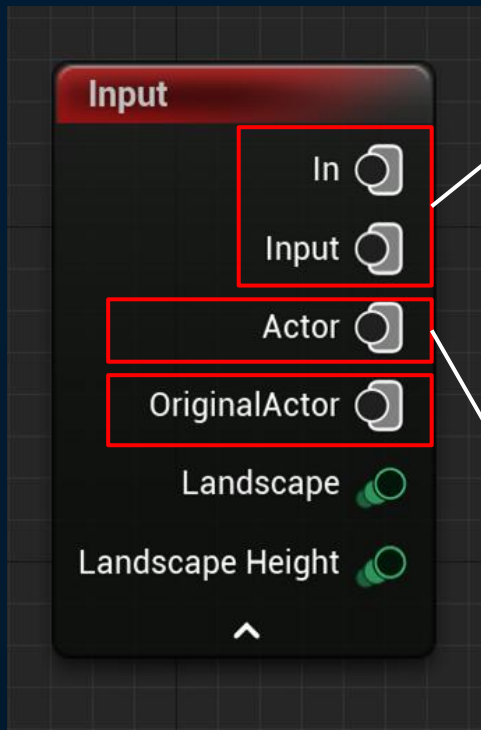 Input
In
Input
Actor
OriginalActor
Landscape
Landscape Height